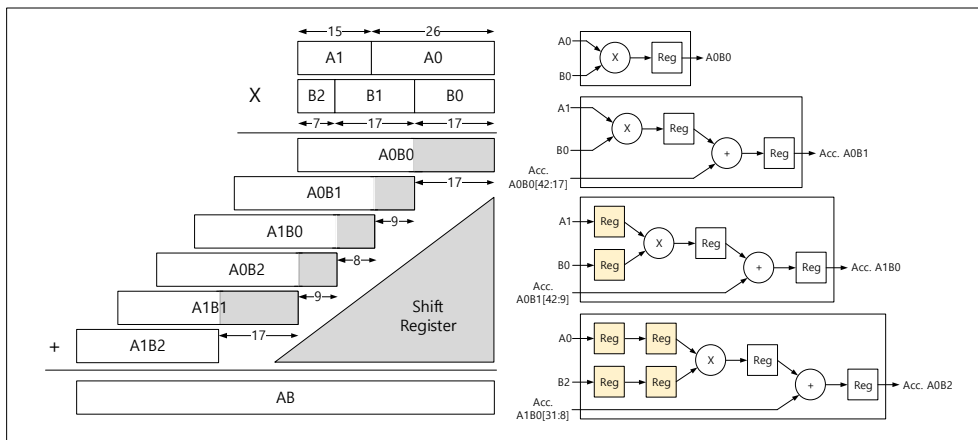 15 26
A1 A0
X
B2 B1 B0
7 17 17
A0B0
A0B1 17
A1B0 9
A0B2 8
A1B1 9
+ A1B2 17
Shift
Register
AB
A0
B0
X
Reg
A0B0
A1
B0
X
Reg
+
Reg
Acc. A0B1
Acc.
A0B0[42:17]
A1
Reg
B0
Reg
X
Reg
+
Reg
Acc. A1B0
Acc.
A0B1[42:9]
A0
Reg Reg
B2
Reg Reg
X
Reg
+
Reg
Acc. A0B2
Acc.
A1B0[31:8]